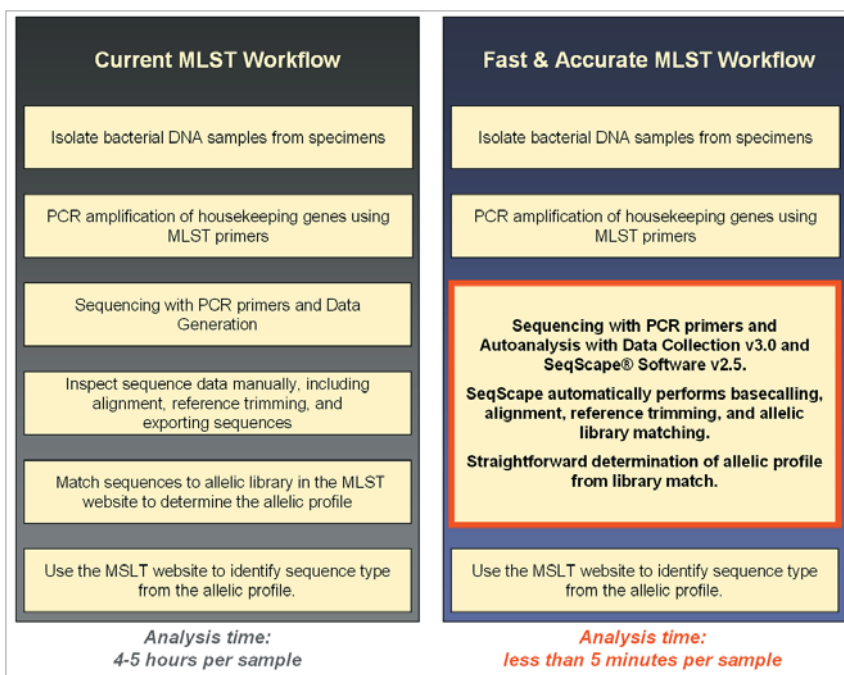 Current MLST Workflow
Isolate bacterial DNA samples from specimens
PCR amplification of housekeeping genes using
MLST primers
Sequencing with PCR primers and Data
Generation
Inspect sequence data manually, including
alignment, reference trimming, and
exporting sequences
Match sequences to allelic library in the MLST
website to determine the allelic profile
Use the MSLT website to identify sequence type
from the allelic profile.
Analysis time:
4-5 hours per sample
Fast & Accurate MLST Workflow
Isolate bacterial DNA samples from specimens
PCR amplification of housekeeping genes using
MLST primers
Sequencing with PCR primers and
Autoanalysis with Data Collection v3.0 and
SeqScape® Software v2.5.
SeqScape automatically performs basecalling,
alignment, reference trimming, and allelic
library matching.
Straightforward determination of allelic profile
from library match.
Use the MSLT website to identify sequence type
from the allelic profile.
Analysis time:
less than 5 minutes per sample